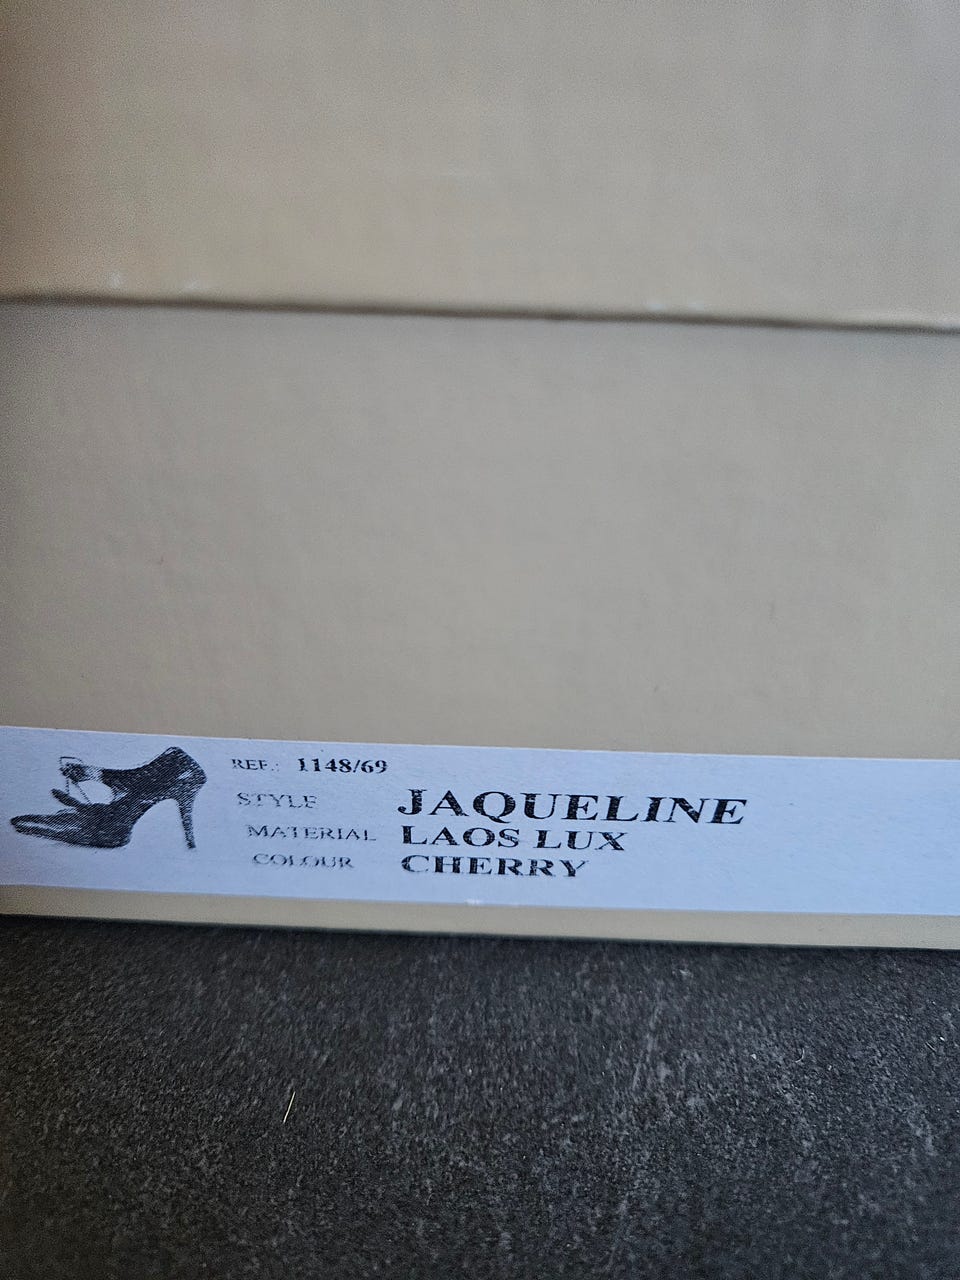 REF.: 1148/69
STYLE JAQUELINE
MATERIAL LAOS LUX
COLOUR CHERRY